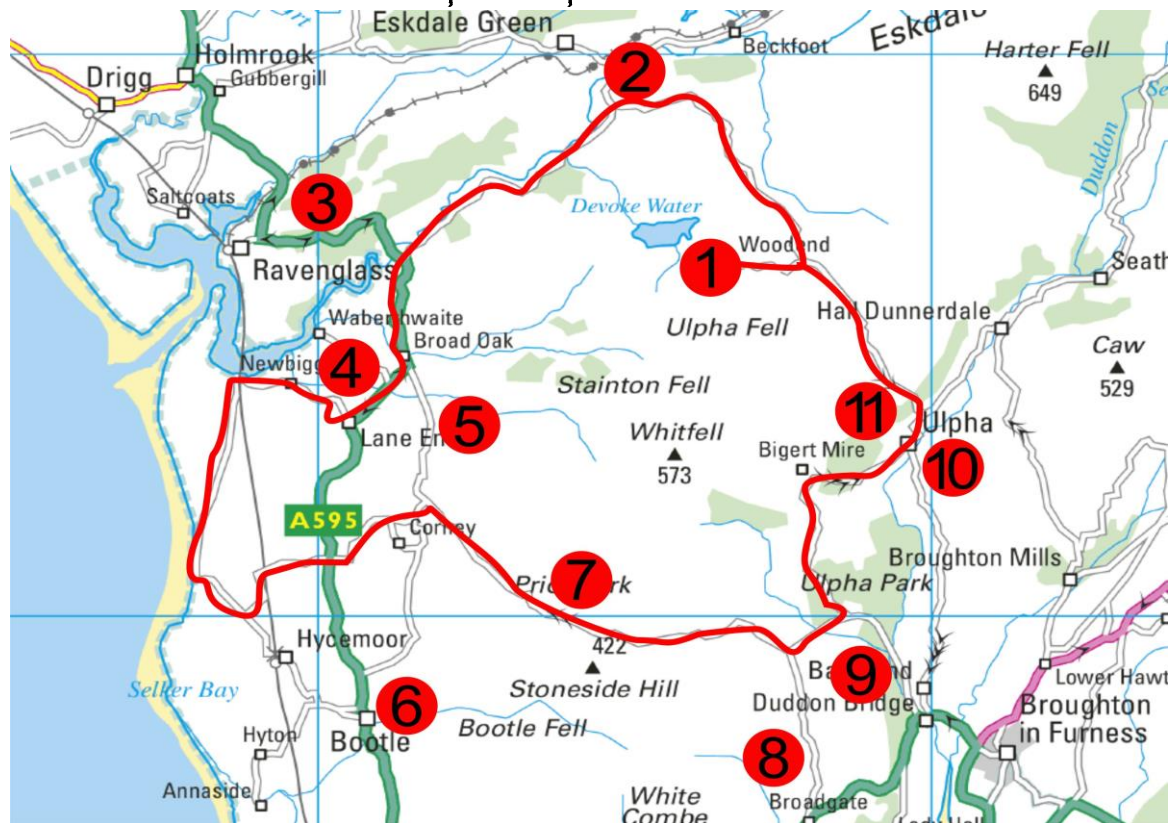 Eskdale Green
Eskdale
Beckfoot
Holmrook
Gubbergill
Harter Fell
649
Drigg
2
Duddon
Saltcoats
3
Devoke Water
Woodend
1
Ravenglass
Seath
Hall Dunnerdale
Ulpha Fell
Waberthwaite
Broad Oak
Caw
529
4
Stainton Fell
11
Ulpha
5
Lane En
Whitfell
573
Bigert Mire
10
A595
Corney
Broughton Mills
7
Ulpha Park
Hycemoor
422
Lower Hawt
9
Selker Bay
Stoneside Hill
Duddon Bridge
Broughton
in Furness
6
Bootle
Bootle Fell
Hyton
8
Annaside
White
Combe
Broadgate